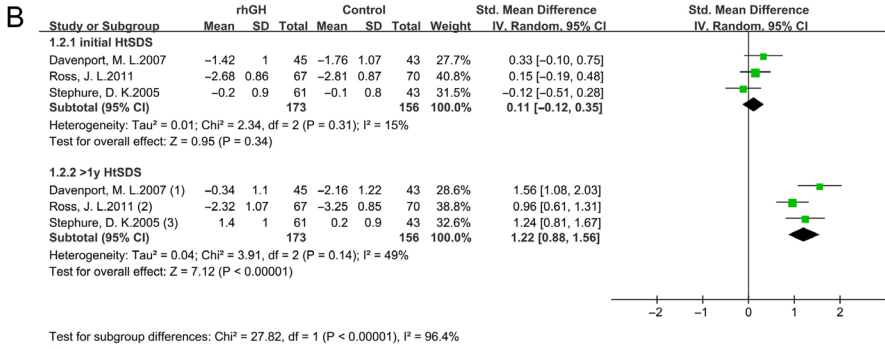 B
rhGH Control Std. Mean Difference Std. Mean Difference
Study or Subgroup Mean SD Total Mean SD Total Weight IV, Random, 95% CI IV, Random, 95% CI
1.2.1 initial HtSDS
Davenport, M. L.2007 −1.42 1 45 −1.76 1.07 43 27.7% 0.33 [−0.10, 0.75]
Ross, J. L.2011 −2.68 0.86 67 −2.81 0.87 70 40.8% 0.15 [−0.19, 0.48]
Stephure, D. K.2005 −0.2 0.9 61 −0.1 0.8 43 31.5% −0.12 [−0.51, 0.28]
Subtotal (95% CI) 173 156 100.0% 0.11 [−0.12, 0.35]
Heterogeneity: Tau² = 0.01; Chi² = 2.34, df = 2 (P = 0.31); I² = 15%
Test for overall effect: Z = 0.95 (P = 0.34)
1.2.2 >1y HtSDS
Davenport, M. L.2007 (1) −0.34 1.1 45 −2.16 1.22 43 28.6% 1.56 [1.08, 2.03]
Ross, J. L.2011 (2) −2.32 1.07 67 −3.25 0.85 70 38.8% 0.96 [0.61, 1.31]
Stephure, D. K.2005 (3) 1.4 1 61 0.2 0.9 43 32.6% 1.24 [0.81, 1.67]
Subtotal (95% CI) 173 156 100.0% 1.22 [0.88, 1.56]
Heterogeneity: Tau² = 0.04; Chi² = 3.91, df = 2 (P = 0.14); I² = 49%
Test for overall effect: Z = 7.12 (P < 0.00001)
−2 −1 0 1 2
Test for subgroup differences: Chi² = 27.82, df = 1 (P < 0.00001), I² = 96.4%